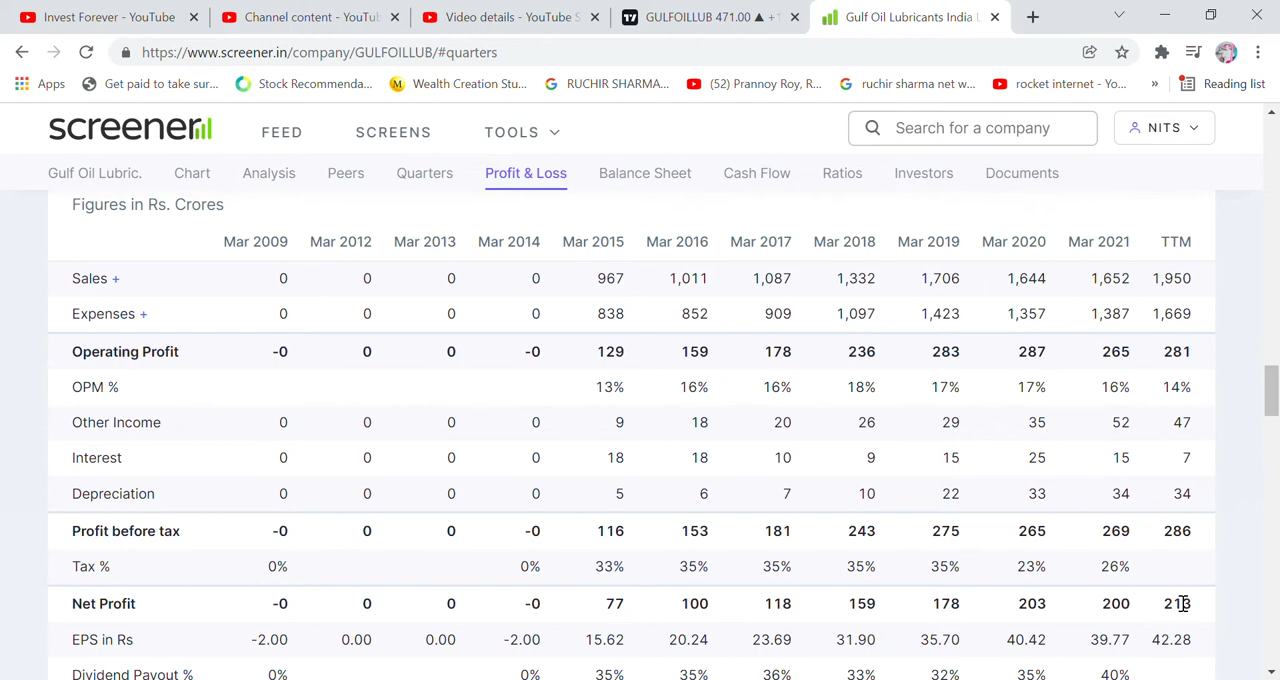 Invest Forever - YouTube
Channel content - YouTu
Video details - YouTube S
GULFOILLUB 471.00 ▲ +1
Gulf Oil Lubricants India L
https://www.screener.in/company/GULFOILLUB/#quarters
Apps
Get paid to take sur...
Stock Recommenda...
Wealth Creation Stu...
RUCHIR SHARMA...
(52) Prannoy Roy, R...
ruchir sharma net w...
rocket internet - Yo...
»
Reading list
screener
FEED
SCREENS
TOOLS
Search for a company
NITS
Gulf Oil Lubric. Chart Analysis Peers Quarters Profit & Loss Balance Sheet Cash Flow Ratios Investors Documents
Figures in Rs. Crores
Mar 2009 Mar 2012 Mar 2013 Mar 2014 Mar 2015 Mar 2016 Mar 2017 Mar 2018 Mar 2019 Mar 2020 Mar 2021 TTM
Sales + 0 0 0 0 967 1,011 1,087 1,332 1,706 1,644 1,652 1,950
Expenses + 0 0 0 0 838 852 909 1,097 1,423 1,357 1,387 1,669
Operating Profit -0 0 0 -0 129 159 178 236 283 287 265 281
OPM % 13% 16% 16% 18% 17% 17% 16% 14%
Other Income 0 0 0 0 9 18 20 26 29 35 52 47
Interest 0 0 0 0 18 18 10 9 15 25 15 7
Depreciation 0 0 0 0 5 6 7 10 22 33 34 34
Profit before tax -0 0 0 -0 116 153 181 243 275 265 269 286
Tax % 0% 0% 33% 35% 35% 35% 35% 23% 26%
Net Profit -0 0 0 -0 77 100 118 159 178 203 200 213
EPS in Rs -2.00 0.00 0.00 -2.00 15.62 20.24 23.69 31.90 35.70 40.42 39.77 42.28
Dividend Payout % 0% 0% 35% 35% 36% 33% 32% 35% 40%